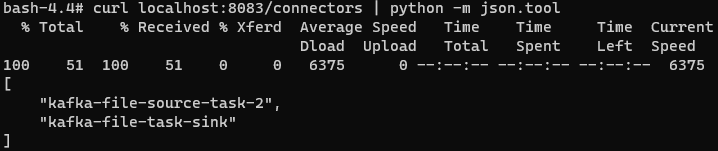 bash-4.4# curl localhost:8083/connectors | python -m json.tool
  % Total    % Received % Xferd  Average Speed   Time    Time     Time  Current
                                 Dload  Upload   Total   Spent    Left  Speed
100    51  100    51    0     0   6375      0 --:--:-- --:--:-- --:--:--  6375
[
    "kafka-file-source-task-2",
    "kafka-file-task-sink"
]